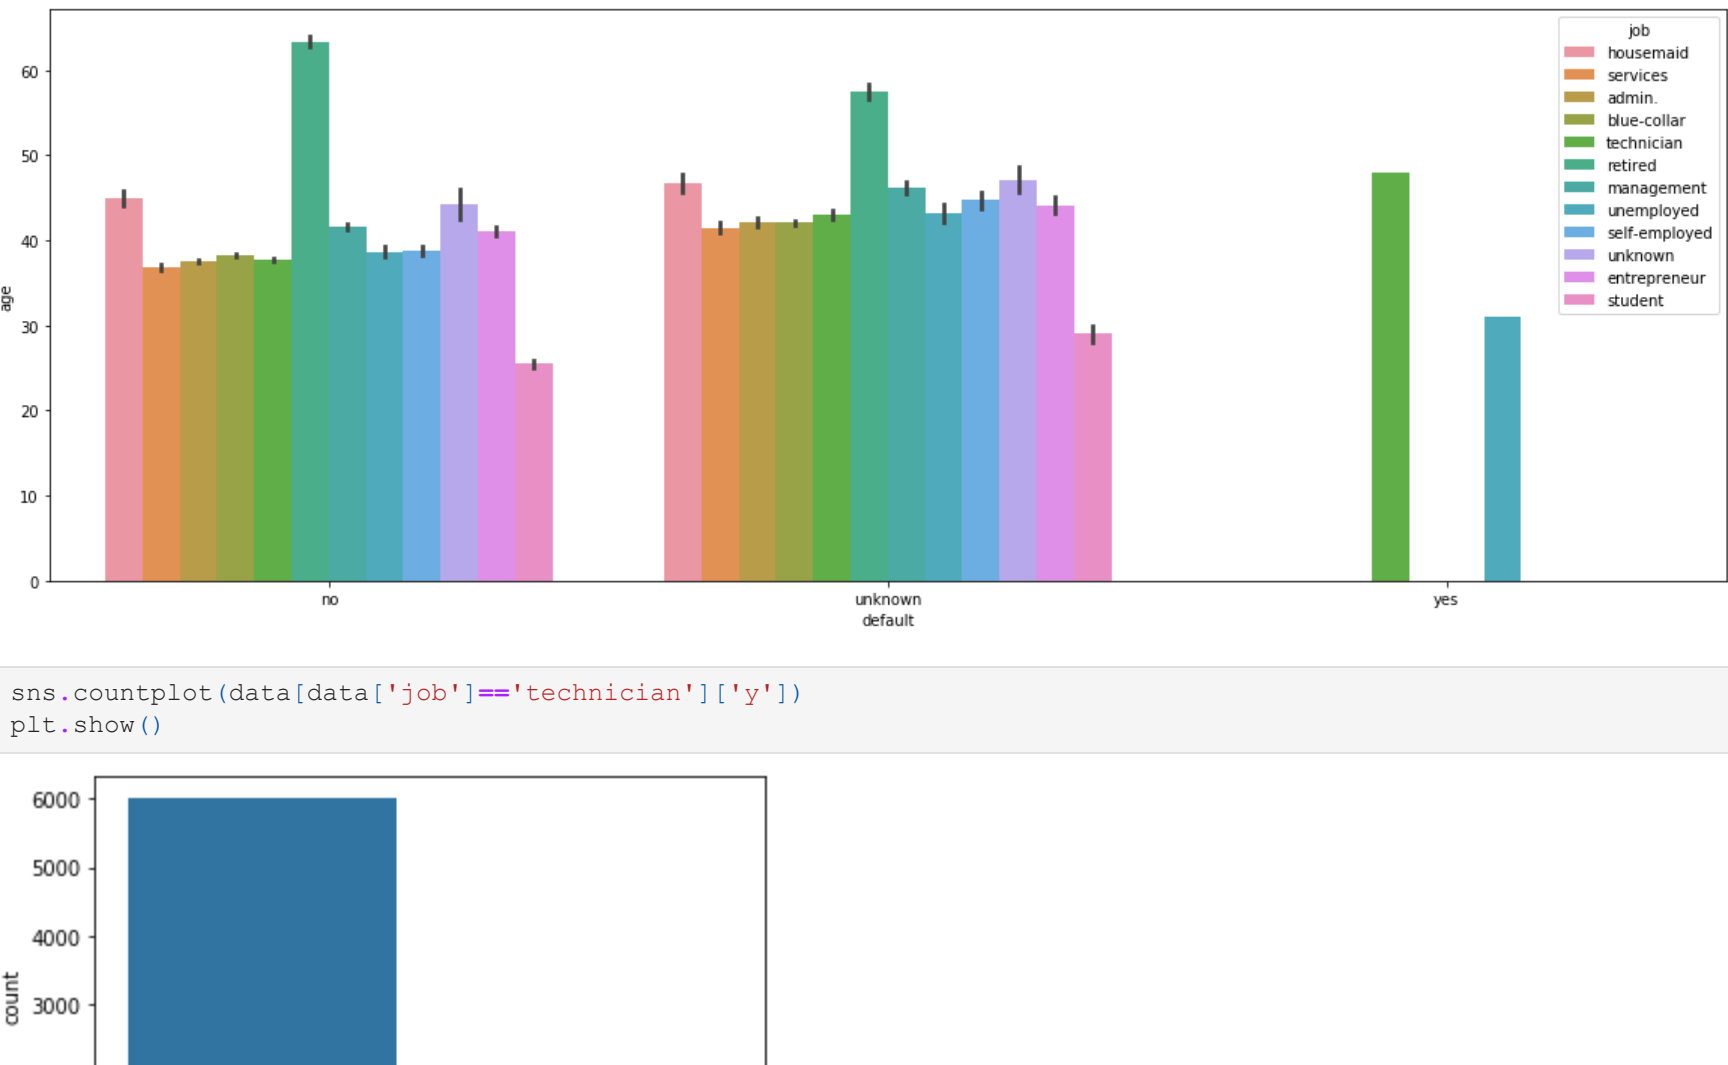 job
housemaid
services
admin.
blue-collar
technician
retired
management
unemployed
self-employed
unknown
entrepreneur
student
60
50
40
30
20
10
0
age
no unknown yes
default
sns.countplot(data[data['job']=='technician']['y'])
plt.show()
6000
5000
4000
3000
count